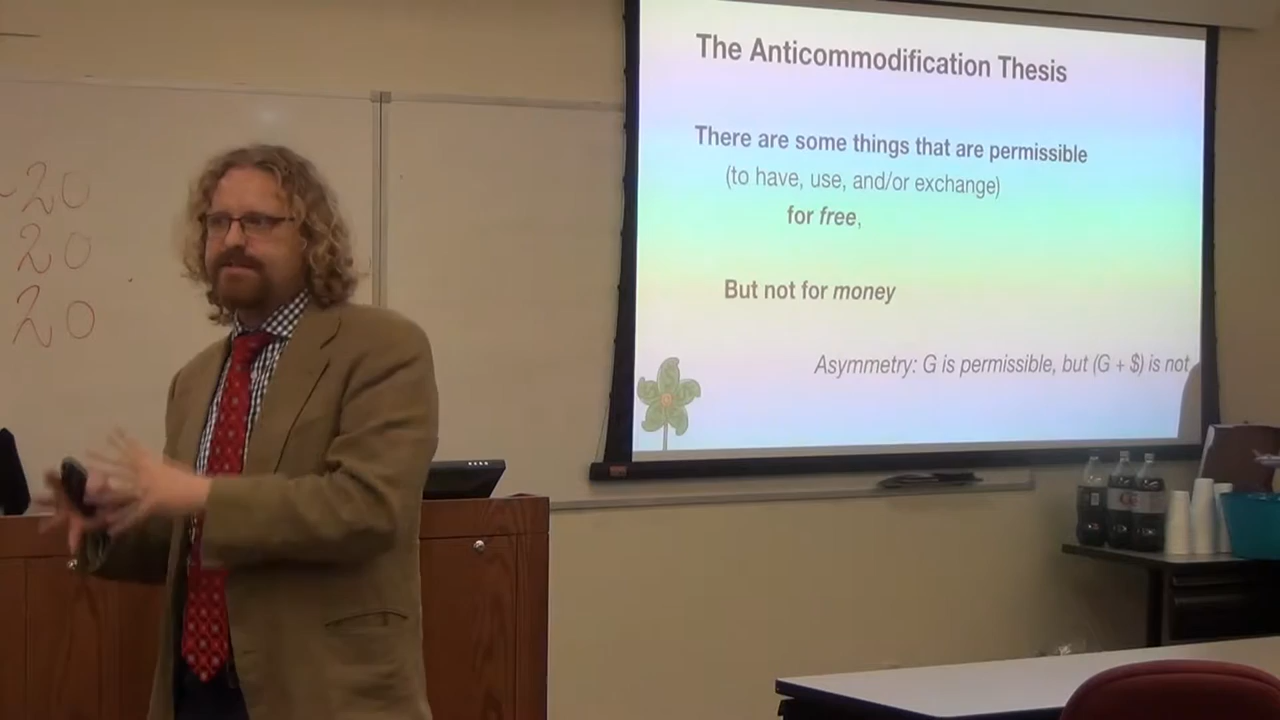 -20
20
20
The Anticommodification Thesis
There are some things that are permissible
(to have, use, and/or exchange)
for free,
But not for money
Asymmetry: G is permissible, but (G + $) is not